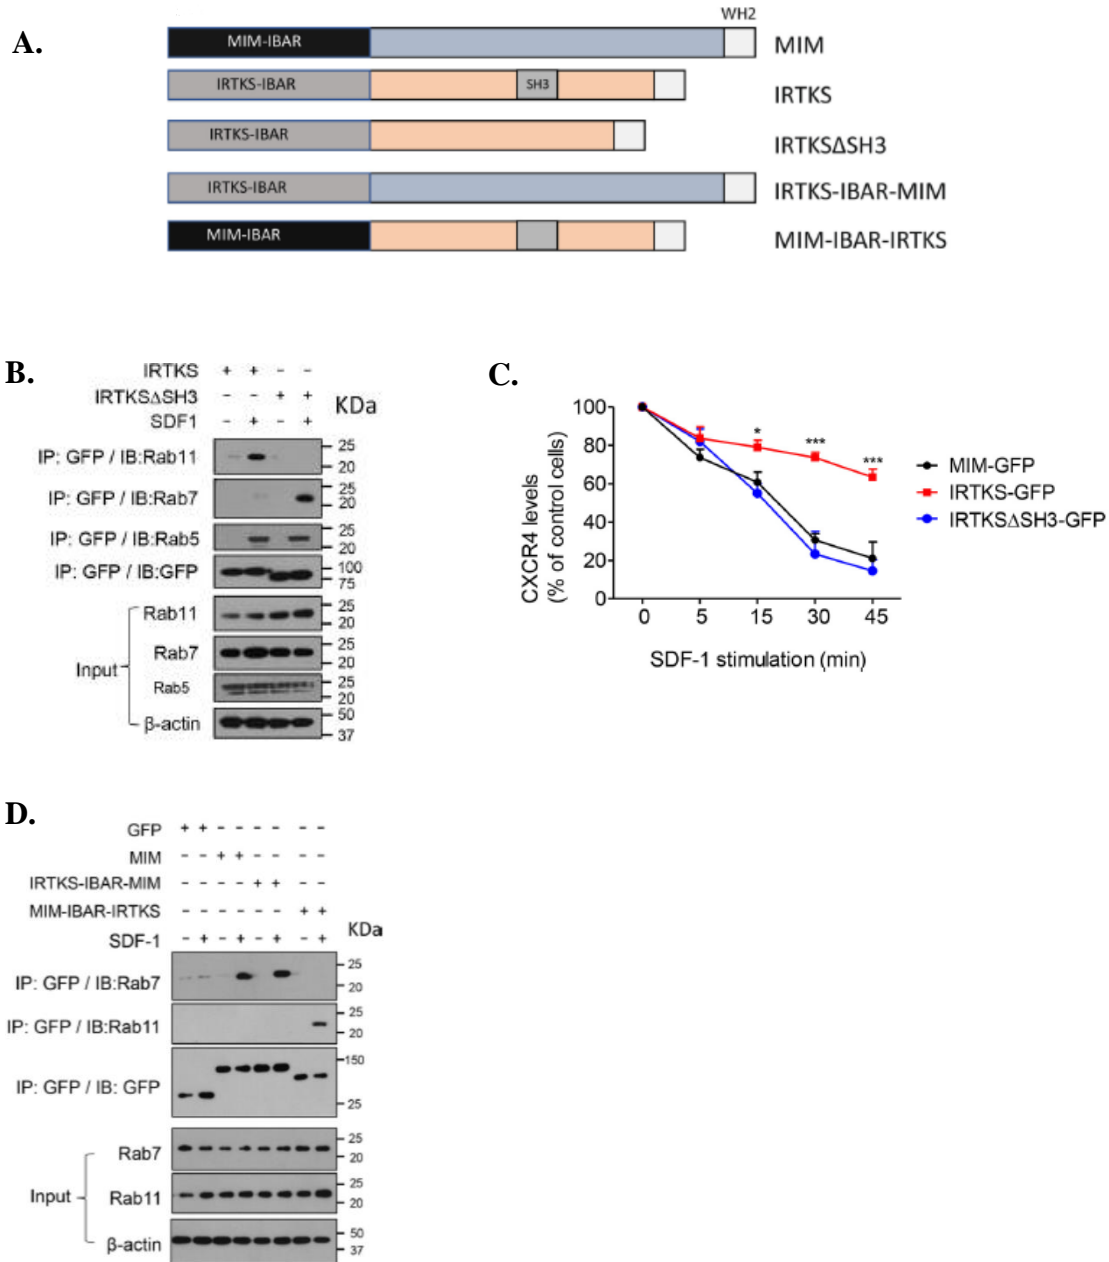 A.
WH2
MIM-IBAR
MIM
IRTKS-IBAR
SH3
IRTKS
IRTKS-IBAR
IRTKSΔSH3
IRTKS-IBAR
IRTKS-IBAR-MIM
MIM-IBAR
MIM-IBAR-IRTKS
B.
IRTKS + + - -
IRTKSΔSH3 - - + +
SDF1 - + - +
KDa
IP: GFP / IB:Rab11
25
20
IP: GFP / IB:Rab7
25
20
IP: GFP / IB:Rab5
25
20
IP: GFP / IB:GFP
100
75
Input
Rab11
25
20
Rab7
25
20
Rab5
25
20
β-actin
50
37
C.
CXCR4 levels
(% of control cells)
100
80
60
40
20
0
* *** ***
0 5 15 30 45
SDF-1 stimulation (min)
MIM-GFP
IRTKS-GFP
IRTKSΔSH3-GFP
D.
GFP + + - - - - - -
MIM - - + + - - - -
IRTKS-IBAR-MIM - - - - + + - -
MIM-IBAR-IRTKS - - - - - - + +
SDF-1 - + - + - + - +
KDa
IP: GFP / IB:Rab7
25
20
IP: GFP / IB:Rab11
25
20
IP: GFP / IB: GFP
150
25
Input
Rab7
25
20
Rab11
25
20
β-actin
50
37